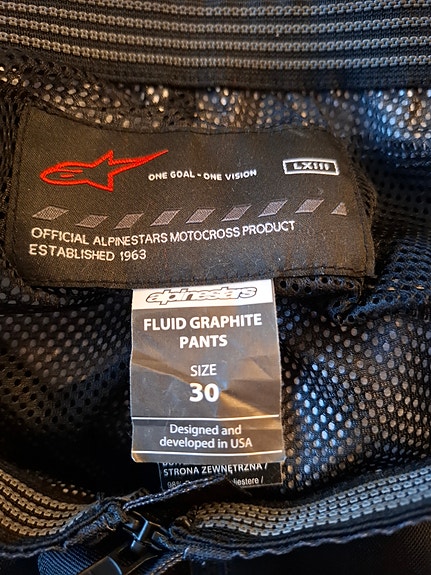 ONE GOAL - ONE VISION
LXIII
OFFICIAL ALPINESTARS MOTOCROSS PRODUCT
ESTABLISHED 1963
alpinestars
FLUID GRAPHITE
PANTS
SIZE
30
Designed and
developed in USA
STRONA ZEWNĘTRZNA /